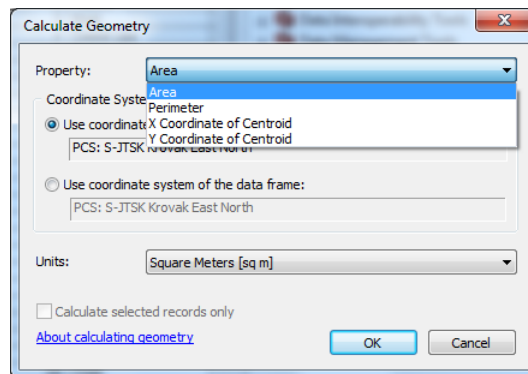 Calculate Geometry
Property:
Area
Area
Perimeter
X Coordinate of Centroid
Y Coordinate of Centroid
Coordinate Syste
Use coordinate
PCS: S-JTSK Krovak East North
Use coordinate system of the data frame:
PCS: S-JTSK Krovak East North
Units:
Square Meters [sq m]
Calculate selected records only
About calculating geometry
OK
Cancel